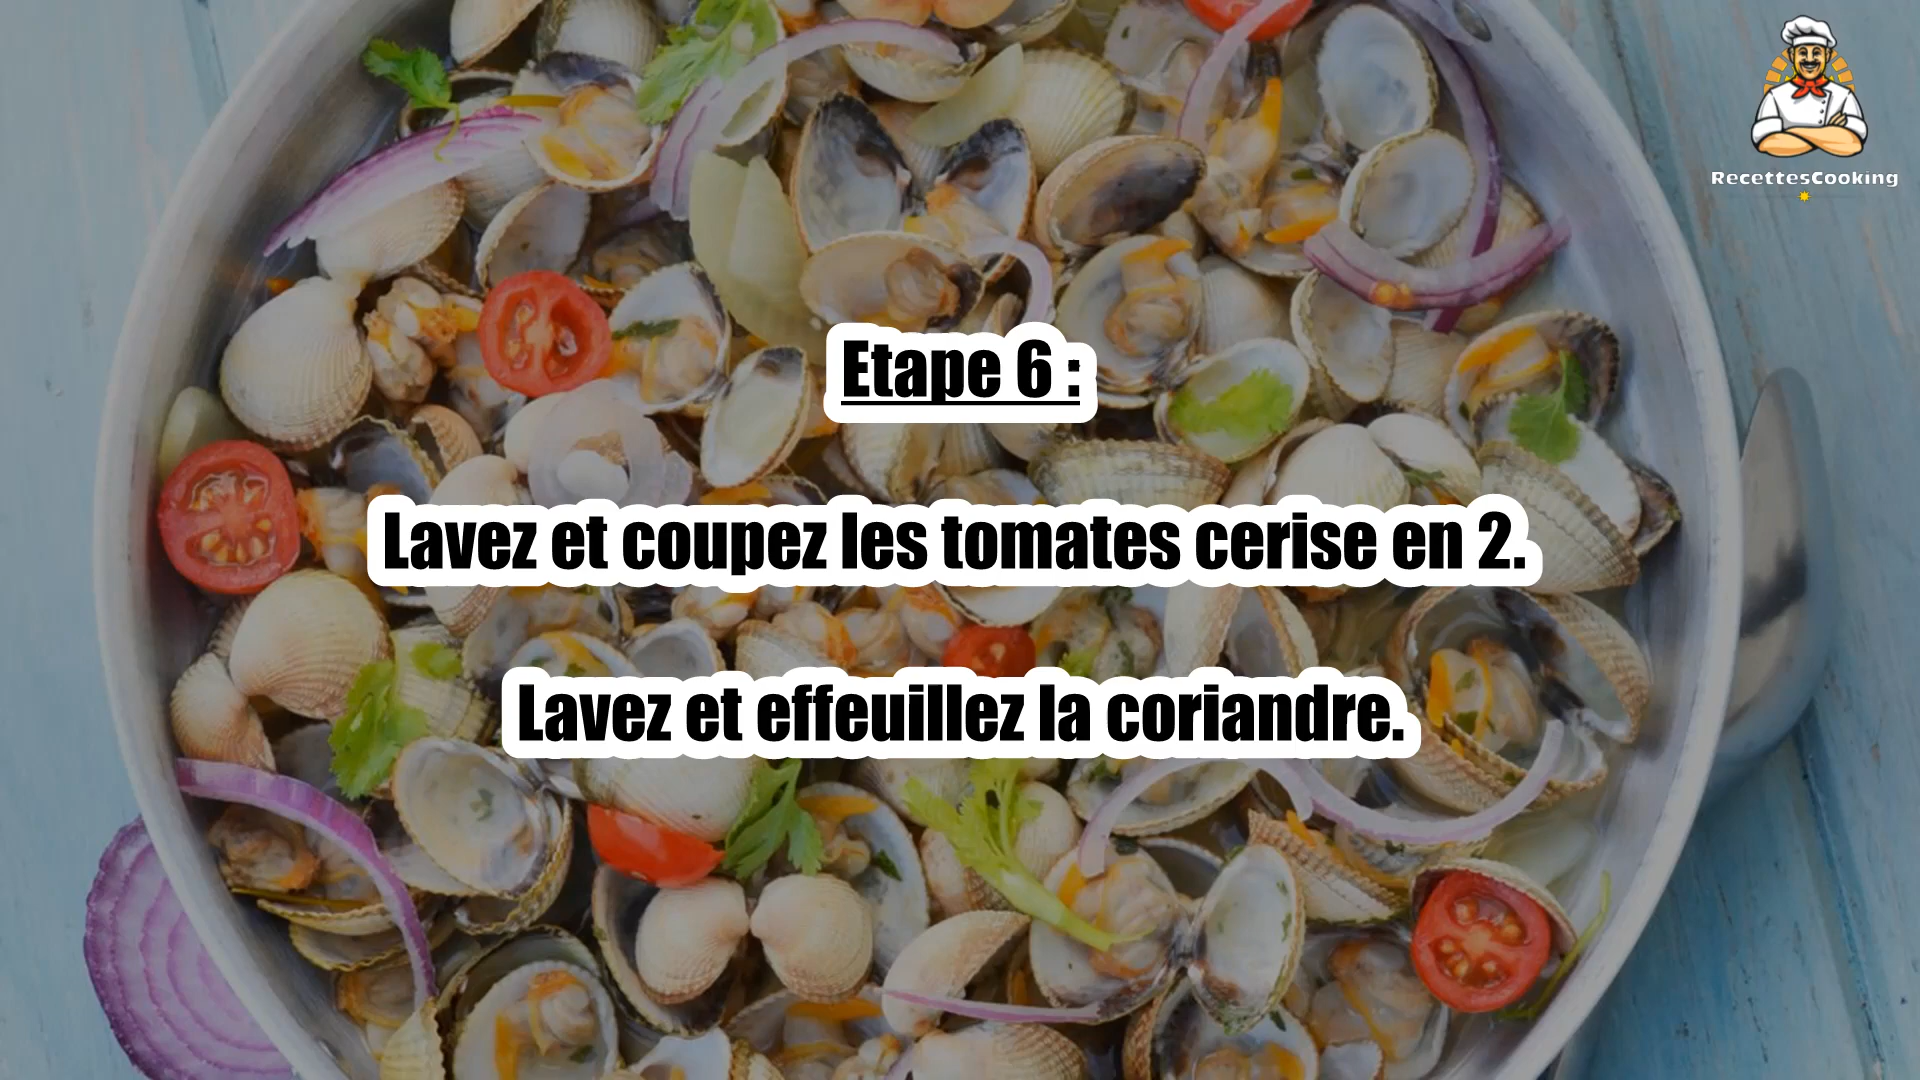 RecettesCooking
Etape 6 :
Lavez et coupez les tomates cerise en 2.
Lavez et effeuillez la coriandre.